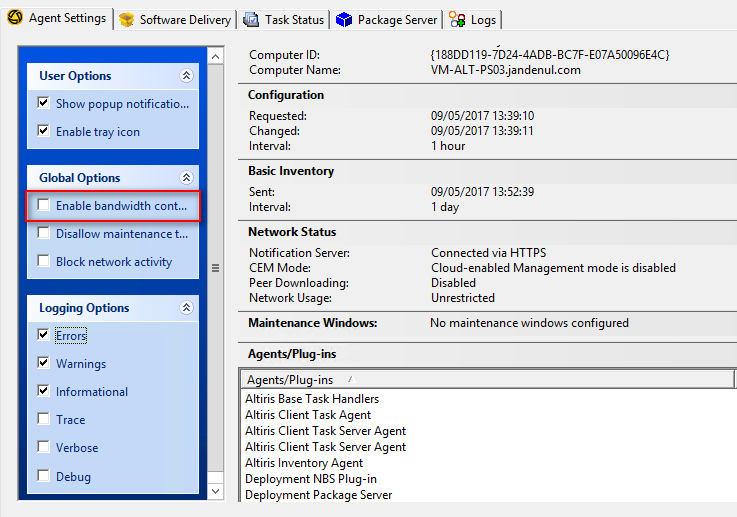 Agent Settings Software Delivery Task Status Package Server Logs
User Options
Show popup notificatio...
Enable tray icon
Global Options
Enable bandwidth cont...
Disallow maintenance t...
Block network activity
Logging Options
Errors
Warnings
Informational
Trace
Verbose
Debug
Computer ID: {188DD119-7D24-4ADB-BC7F-E07A50096E4C}
Computer Name: VM-ALT-PS03.jandenul.com
Configuration
Requested: 09/05/2017 13:39:10
Changed: 09/05/2017 13:39:11
Interval: 1 hour
Basic Inventory
Sent: 09/05/2017 13:52:39
Interval: 1 day
Network Status
Notification Server: Connected via HTTPS
CEM Mode: Cloud-enabled Management mode is disabled
Peer Downloading: Disabled
Network Usage: Unrestricted
Maintenance Windows: No maintenance windows configured
Agents/Plug-ins
Agents/Plug-ins
Altiris Base Task Handlers
Altiris Client Task Agent
Altiris Client Task Server Agent
Altiris Client Task Server Agent
Altiris Inventory Agent
Deployment NBS Plug-in
Deployment Package Server